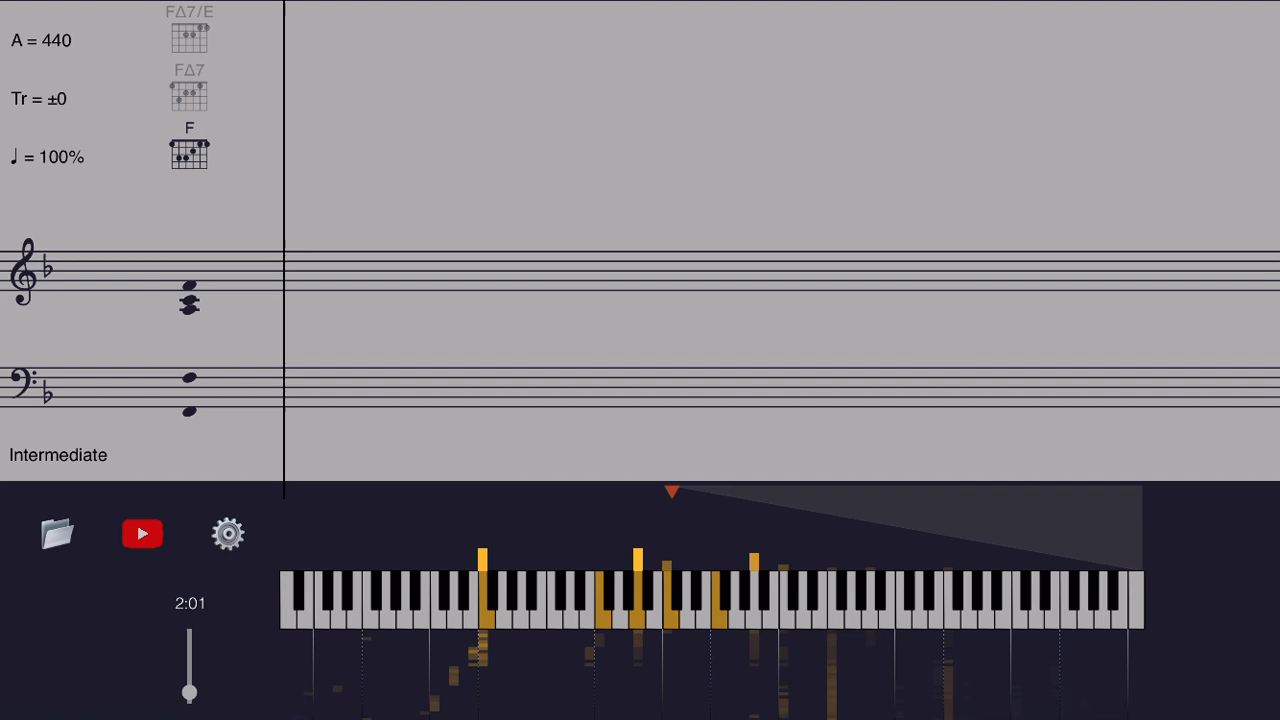 FΔ7/E
A = 440
FΔ7
Tr = ±0
F
♩ = 100%
Intermediate
2:01